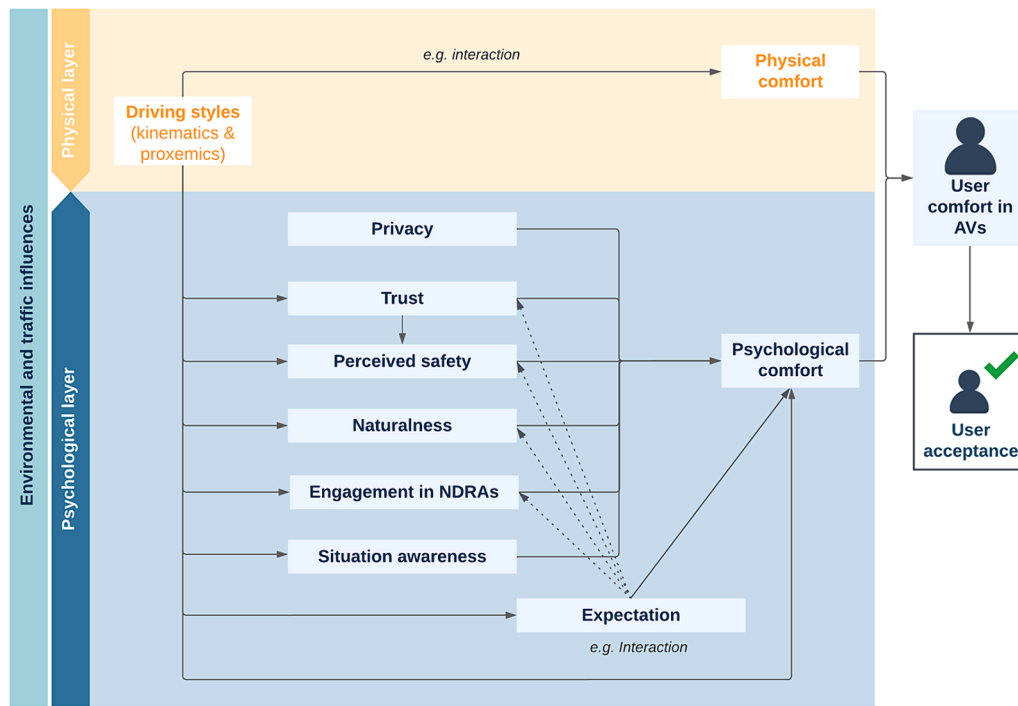 Environmental and traffic influences
Physical layer
Psychological layer
e.g. interaction
Driving styles
(kinematics &
proxemics)
Physical
comfort
User
comfort in
AVs
Privacy
Trust
Perceived safety
Naturalness
Engagement in NDRAs
Situation awareness
Expectation
e.g. Interaction
Psychological
comfort
User
acceptance